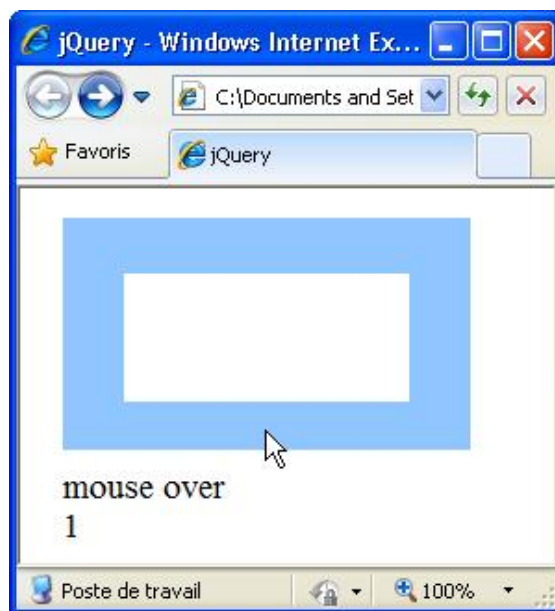 jQuery - Windows Internet Ex...
C:\Documents and Set
Favoris
jQuery
mouse over
1
Poste de travail
100%